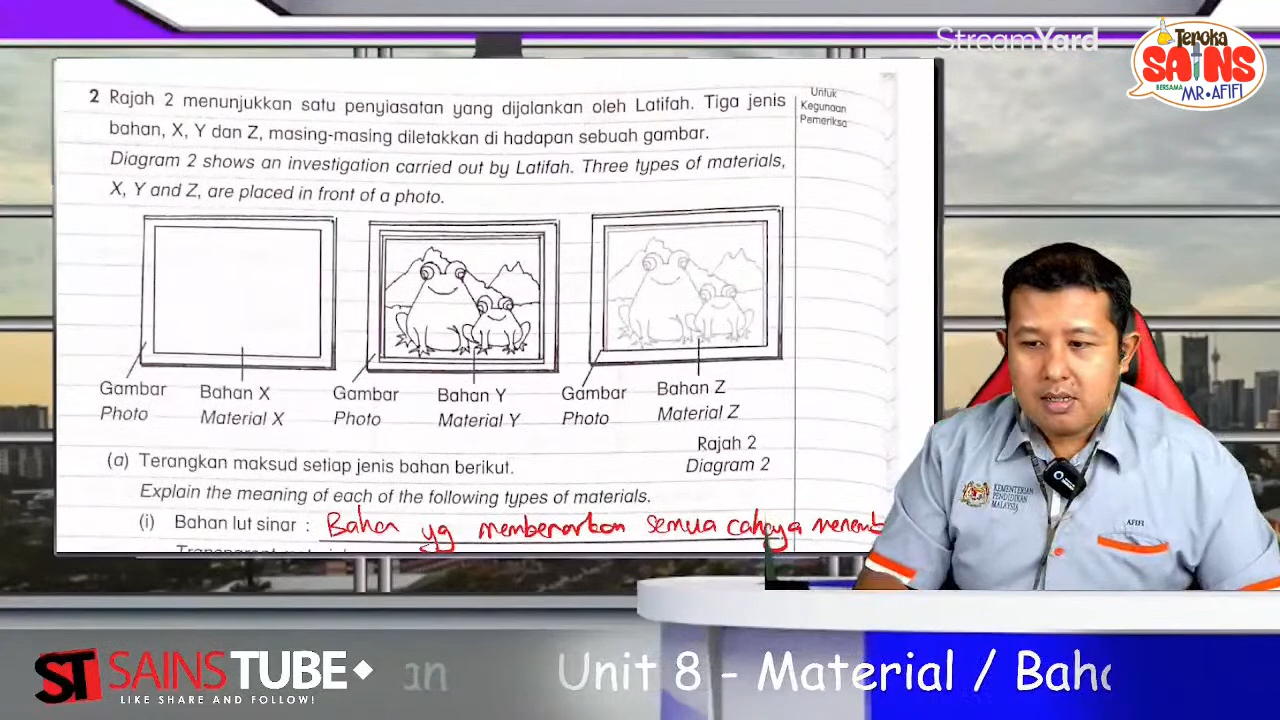 StreamYard
Teroka
SAiNS
BERSAMA
MR.AFIFI
Untuk
Kegunaan
Pemeriksa
2 Rajah 2 menunjukkan satu penyiasatan yang dijalankan oleh Latifah. Tiga jenis
bahan, X, Y dan Z, masing-masing diletakkan di hadapan sebuah gambar.
Diagram 2 shows an investigation carried out by Latifah. Three types of materials,
X, Y and Z, are placed in front of a photo.
Gambar Bahan X Gambar Bahan Y Gambar Bahan Z
Photo Material X Photo Material Y Photo Material Z
Rajah 2
Diagram 2
(a) Terangkan maksud setiap jenis bahan berikut.
Explain the meaning of each of the following types of materials.
(i) Bahan lut sinar : Bahan yg membenarkan semua cahaya menemb
KEMENTERIAN
PENDIDIKAN
MALAYSIA
AFIFI
ST SAINSTUBE
LIKE SHARE AND FOLLOW!
an Unit 8 - Material / Baha